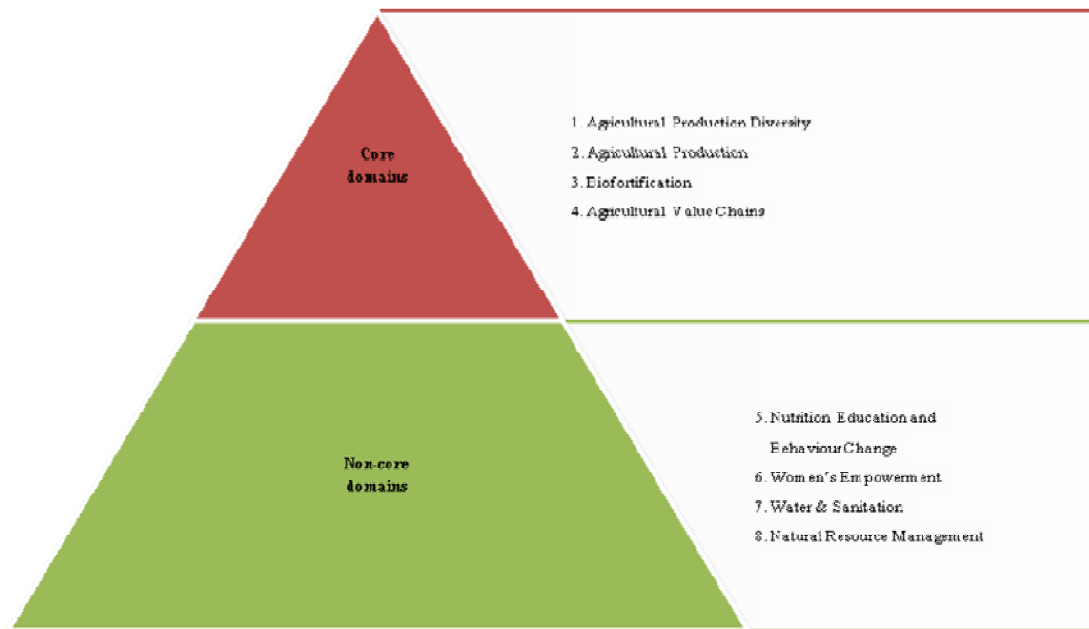 Core
domains
1. Agricultural Production Diversity
2. Agricultural Production
3. Biofortification
4. Agricultural Value Chains
Non-core
domains
5. Nutrition Education and
Behaviour Change
6. Women's Empowerment
7. Water & Sanitation
8. Natural Resource Management